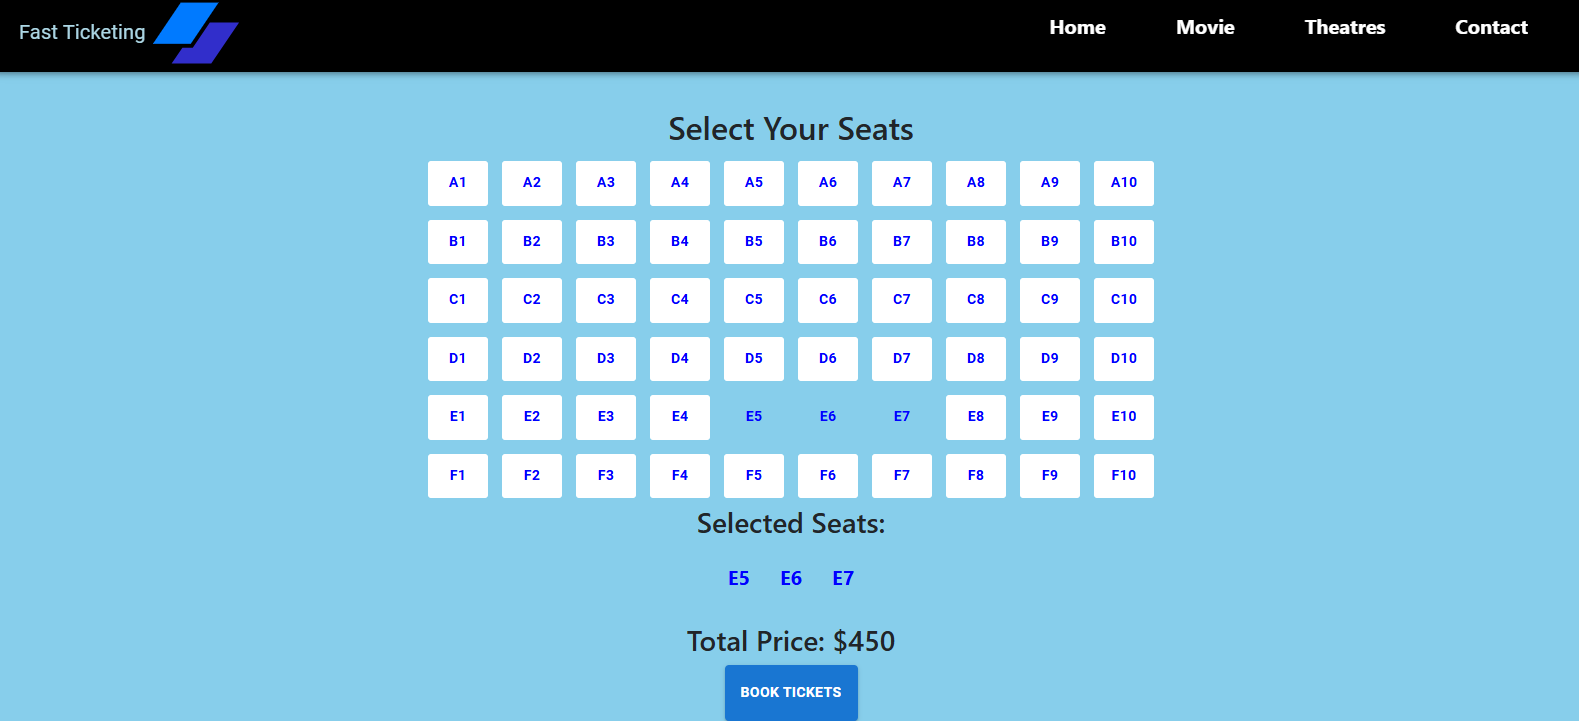 Fast Ticketing Home Movie Theatres Contact
Select Your Seats
A1 A2 A3 A4 A5 A6 A7 A8 A9 A10
B1 B2 B3 B4 B5 B6 B7 B8 B9 B10
C1 C2 C3 C4 C5 C6 C7 C8 C9 C10
D1 D2 D3 D4 D5 D6 D7 D8 D9 D10
E1 E2 E3 E4 E5 E6 E7 E8 E9 E10
F1 F2 F3 F4 F5 F6 F7 F8 F9 F10
Selected Seats:
E5 E6 E7
Total Price: $450
BOOK TICKETS